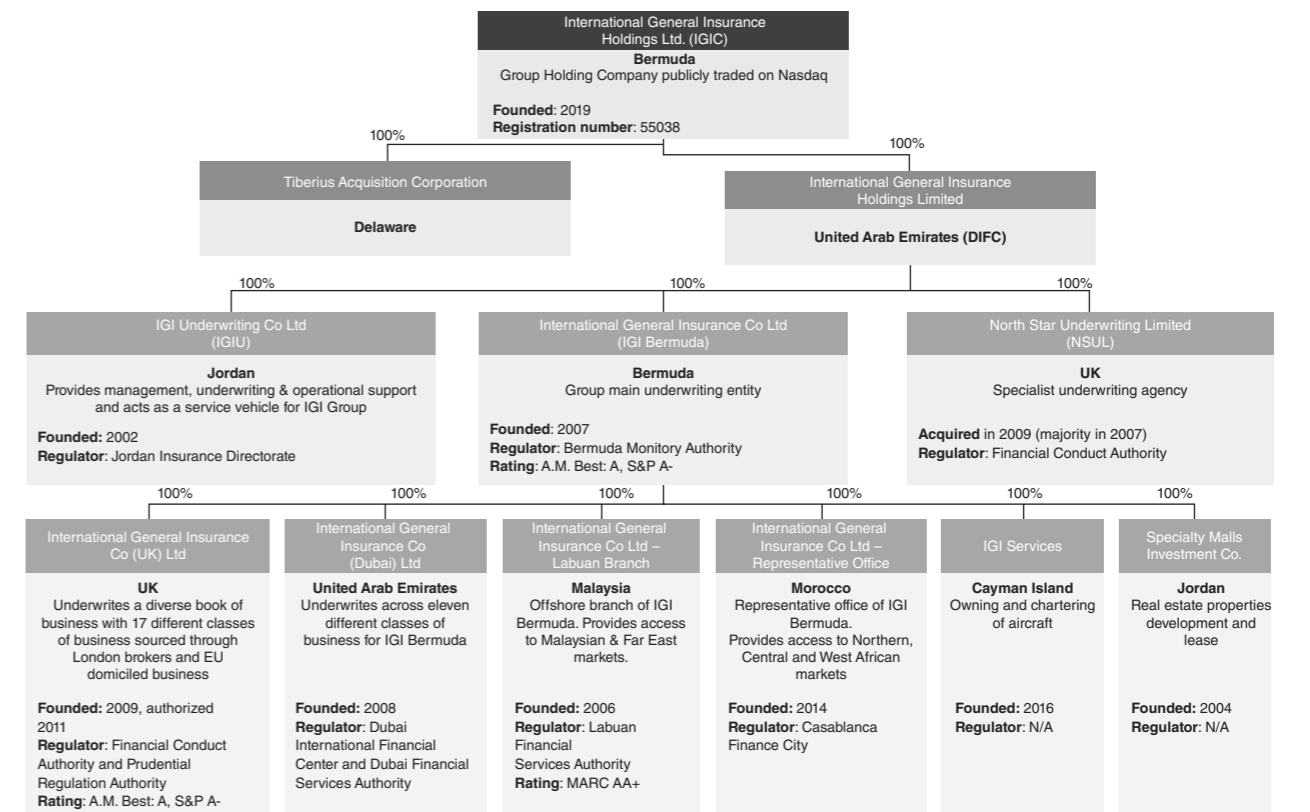 International General Insurance
Holdings Ltd. (IGIC)
Bermuda
Group Holding Company publicly traded on Nasdaq
Founded: 2019
Registration number: 55038
100%
100%
Tiberius Acquisition Corporation
Delaware
International General Insurance
Holdings Limited
United Arab Emirates (DIFC)
100%
100%
100%
IGI Underwriting Co Ltd
(IGIU)
Jordan
Provides management, underwriting & operational support
and acts as a service vehicle for IGI Group
Founded: 2002
Regulator: Jordan Insurance Directorate
International General Insurance Co Ltd
(IGI Bermuda)
Bermuda
Group main underwriting entity
Founded: 2007
Regulator: Bermuda Monitory Authority
Rating: A.M. Best: A, S&P A-
North Star Underwriting Limited
(NSUL)
UK
Specialist underwriting agency
Acquired in 2009 (majority in 2007)
Regulator: Financial Conduct Authority
100%
100%
100%
100%
100%
100%
International General Insurance
Co (UK) Ltd
UK
Underwrites a diverse book of
business with 17 different classes
of business sourced through
London brokers and EU
domiciled business
Founded: 2009, authorized
2011
Regulator: Financial Conduct
Authority and Prudential
Regulation Authority
Rating: A.M. Best: A, S&P A-
International General
Insurance Co
(Dubai) Ltd
United Arab Emirates
Underwrites across eleven
different classes of
business for IGI Bermuda
Founded: 2008
Regulator: Dubai
International Financial
Center and Dubai Financial
Services Authority
International General
Insurance Co Ltd –
Labuan Branch
Malaysia
Offshore branch of IGI
Bermuda. Provides access
to Malaysian & Far East
markets.
Founded: 2006
Regulator: Labuan
Financial
Services Authority
Rating: MARC AA+
International General
Insurance Co Ltd –
Representative Office
Morocco
Representative office of IGI
Bermuda.
Provides access to Northern,
Central and West African
markets
Founded: 2014
Regulator: Casablanca
Finance City
IGI Services
Cayman Island
Owning and chartering
of aircraft
Founded: 2016
Regulator: N/A
Specialty Malls
Investment Co.
Jordan
Real estate properties
development and
lease
Founded: 2004
Regulator: N/A